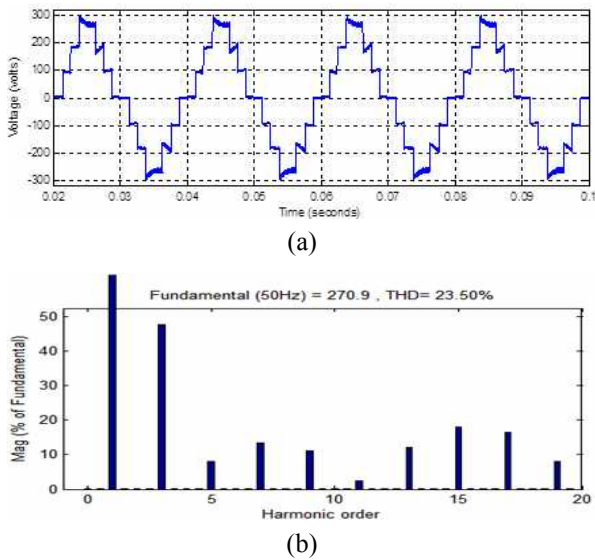 300
200
100
0
-100
-200
-300
Voltage (volts)
0.02 0.03 0.04 0.05 0.06 0.07 0.08 0.09 0.1
Time (seconds)
(a)
Fundamental (50Hz) = 270.9 , THD= 23.50%
50
40
30
20
10
0
Mag (% of Fundamental)
0 5 10 15 20
Harmonic order
(b)